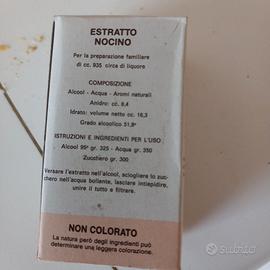 ESTRATTO
NOCINO
Per la preparazione familiare
di cc. 935 circa di liquore
COMPOSIZIONE
Alcool - Acqua - Aromi naturali
Anidro: cc. 8,4
Idrato: volume netto cc. 16,3
Grado alcoolico 51,8°
ISTRUZIONI E INGREDIENTI PER L'USO
Alcool 95° gr. 325 - Acqua gr. 350
Zucchero gr. 300
Versare l'estratto nell'alcool, sciogliere lo zuc-
chero nell'acqua bollente, lasciare intiepidire,
unire il tutto e filtrare.
NON COLORATO
La natura però degli ingredienti può
determinare una leggera colorazione.
subito